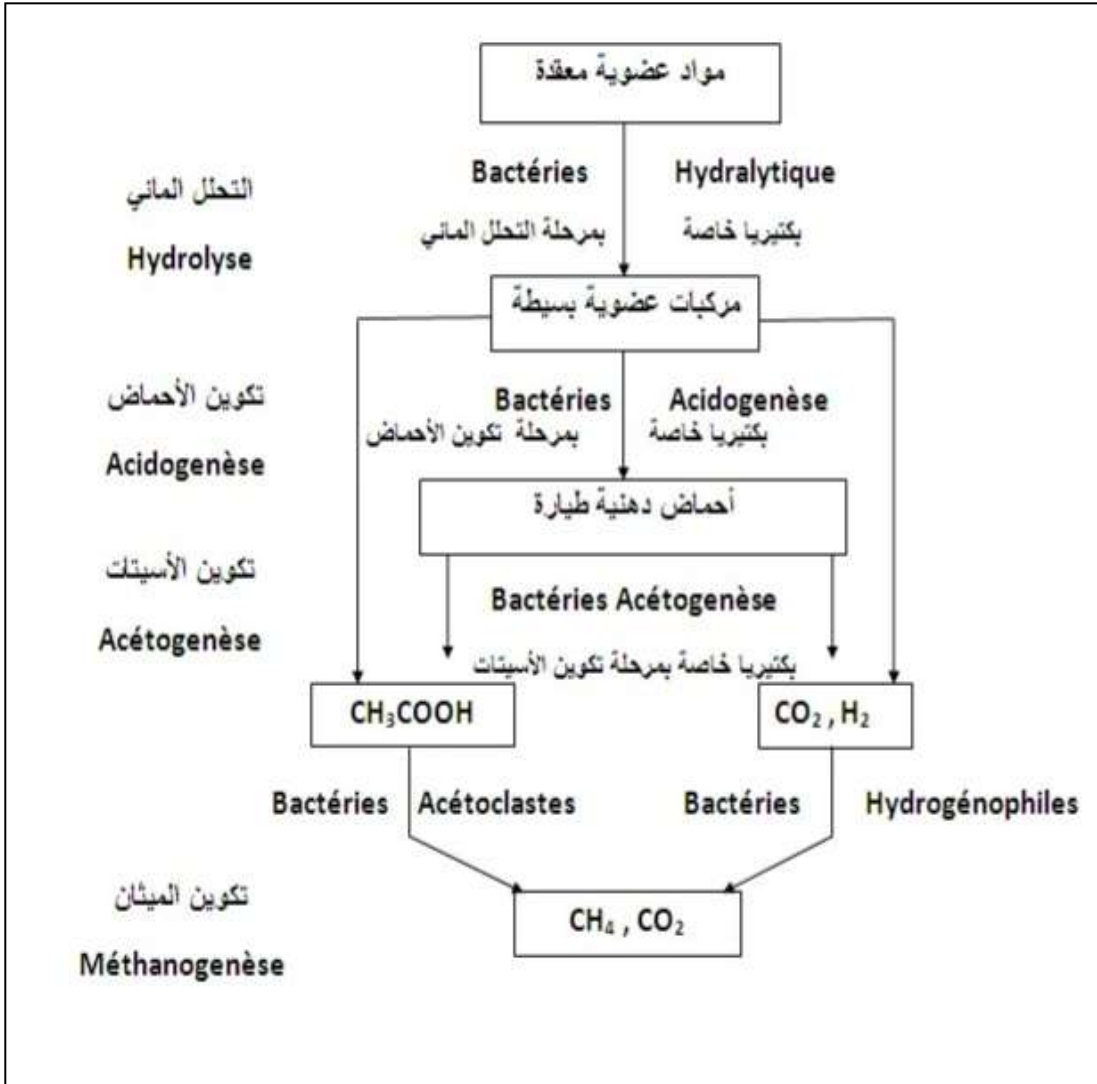 مواد عضوية معقدة
Bactéries Hydralytique
التحلل المائي
بكتيريا خاصة بمرحلة التحلل المائي
Hydrolyse
مركبات عضوية بسيطة
تكوين الأحماض
Bactéries Acidogenèse
بكتيريا خاصة بمرحلة تكوين الأحماض
Acidogenèse
أحماض دهنية طيارة
تكوين الأسيتات
Bactéries Acétogenèse
Acétogenèse
بكتيريا خاصة بمرحلة تكوين الأسيتات
CH₃COOH
CO₂ , H₂
Bactéries Acétoclastes
Bactéries Hydrogénophiles
تكوين الميثان
CH₄ , CO₂
Méthanogenèse